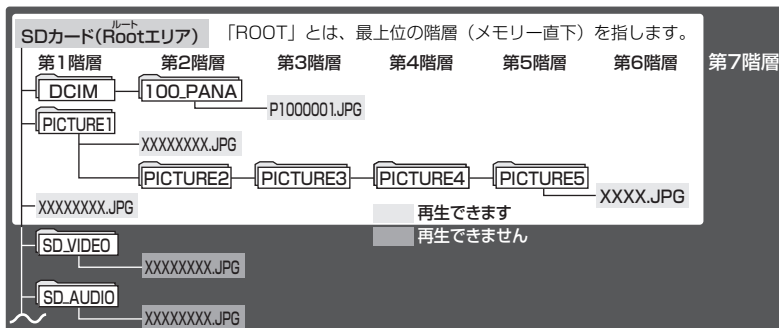 ルート
SDカード(Rootエリア) 「ROOT」とは、最上位の階層（メモリー直下）を指します。
第1階層 第2階層 第3階層 第4階層 第5階層 第6階層 第7階層
DCIM 100_PANA
P1000001.JPG
PICTURE1
XXXXXXXX.JPG
PICTURE2 PICTURE3 PICTURE4 PICTURE5
XXXX.JPG
XXXXXXXX.JPG
再生できます
再生できません
SD_VIDEO
XXXXXXXX.JPG
SD_AUDIO
XXXXXXXX.JPG